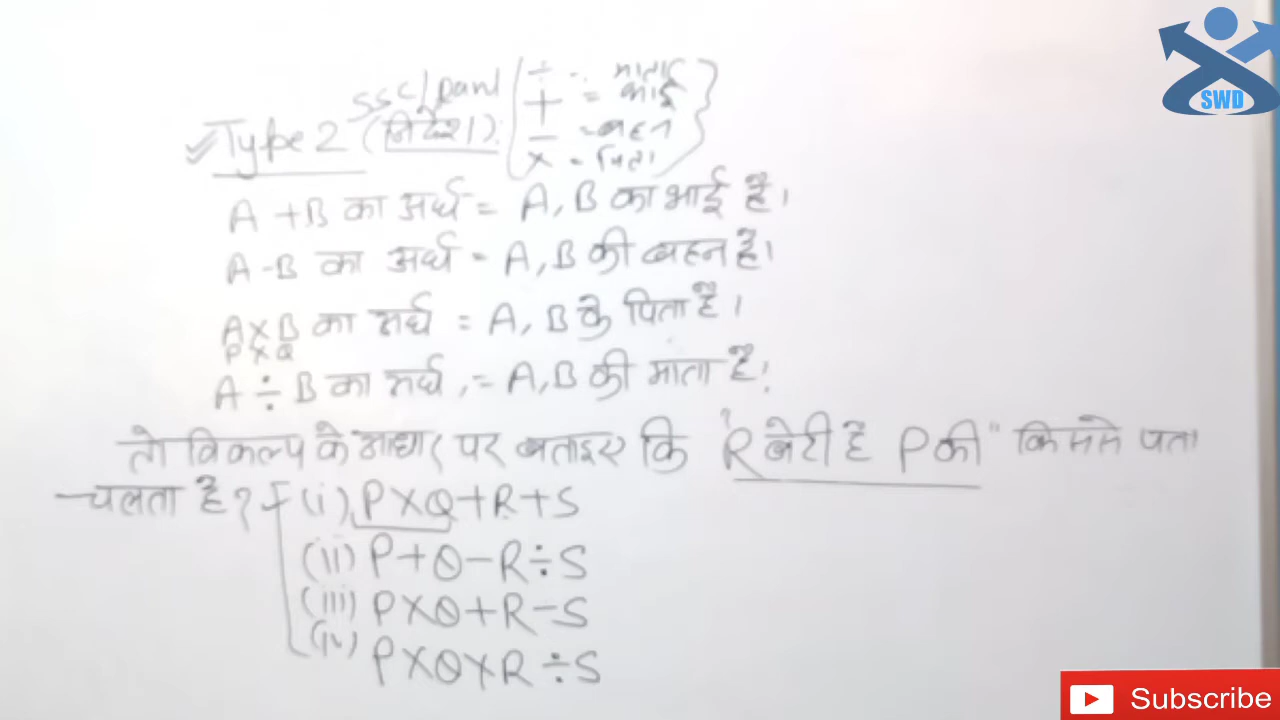 SWD
SSC/
÷ - माता
+ = भाई
- = बहन
× = पिता
Type 2 (निर्देश):
A + B का अर्थ = A, B का भाई है।
A - B का अर्थ = A, B की बहन है।
A × B का अर्थ = A, B के पिता है।
P × Q
A ÷ B का अर्थ, = A, B की माता है।
तो विकल्प के आधार पर बताइए कि "R बेटी है P की" किससे पता
चलता है? (i) P×Q+R+S
(ii) P+Q-R÷S
(iii) P×Q+R-S
(iv) P×Q×R÷S
Subscribe